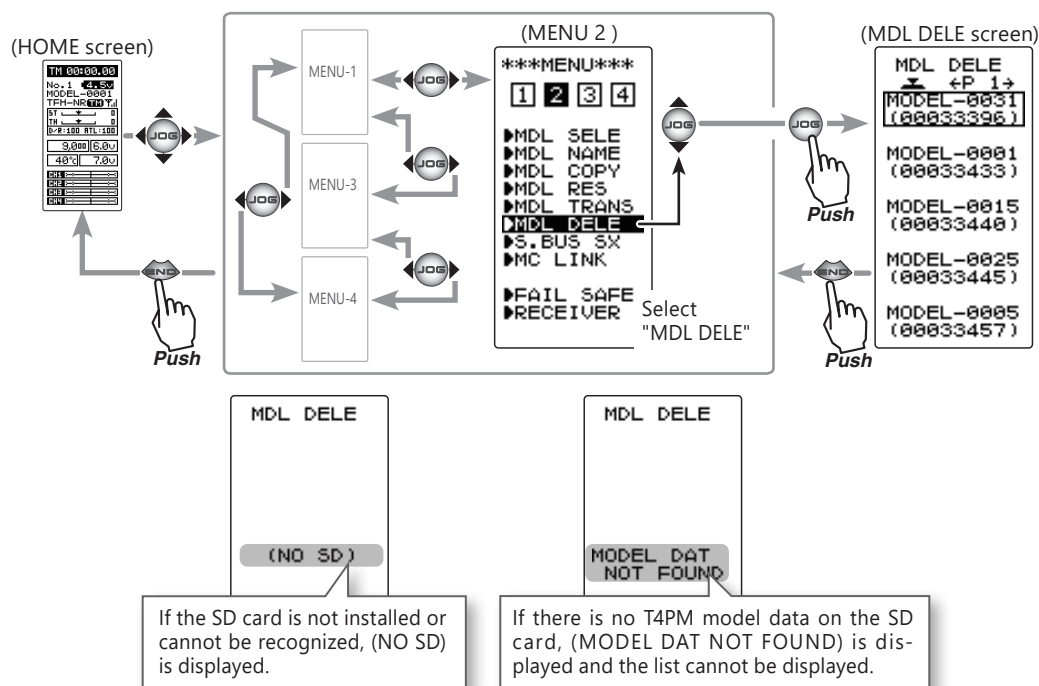 (HOME screen)
TM 00:00.00
No.1 4.5V
MODEL-0001
TFH-NR TM
ST 0
TH 0
D/R:100 ATL:100
9,000 6.0V
40°C 7.0V
CH1
CH2
CH3
CH4
JOG
END
Push
MENU-1
MENU-3
MENU-4
JOG
JOG
JOG
JOG
(MENU 2 )
***MENU***
1 2 3 4
MDL SELE
MDL NAME
MDL COPY
MDL RES
MDL TRANS
MDL DELE
S.BUS SX
MC LINK
FAIL SAFE
RECEIVER
Select
"MDL DELE"
JOG
JOG
Push
END
Push
(MDL DELE screen)
MDL DELE
←P 1→
MODEL-0031
(00033396)
MODEL-0001
(00033433)
MODEL-0015
(00033440)
MODEL-0025
(00033445)
MODEL-0005
(00033457)
MDL DELE
(NO SD)
If the SD card is not installed or
cannot be recognized, (NO SD)
is displayed.
MDL DELE
MODEL DAT
NOT FOUND
If there is no T4PM model data on the SD
card, (MODEL DAT NOT FOUND) is dis-
played and the list cannot be displayed.